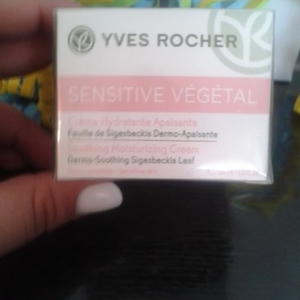 YVES ROCHER
SENSITIVE VÉGÉTAL
Crème Hydratante Apaisante
Feuille de Sigesbeckia Dermo-Apaisante
Soothing Moisturizing Cream
Dermo-Soothing Sigesbeckia Leaf